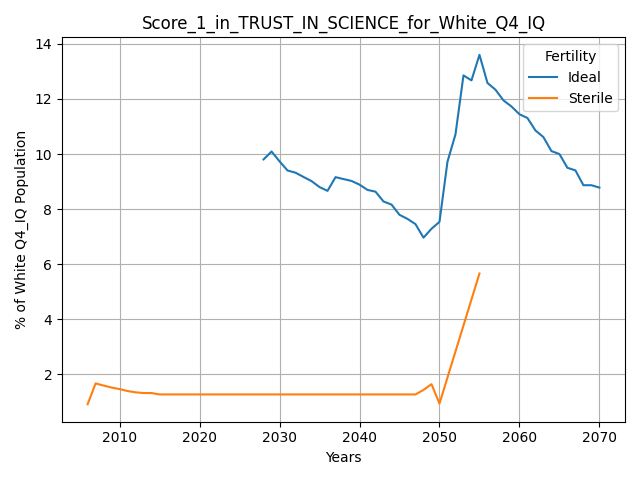 Score_1_in_TRUST_IN_SCIENCE_for_White_Q4_IQ
Fertility
Ideal
Sterile
% of White Q4_IQ Population
14
12
10
8
6
4
2
2010 2020 2030 2040 2050 2060 2070
Years